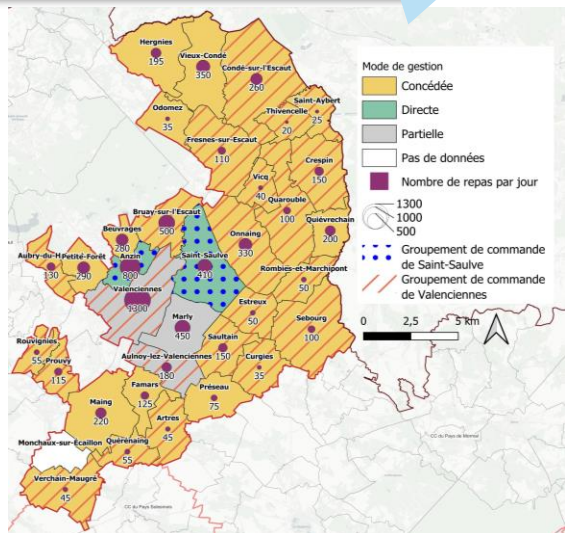 Hergnies
195
Vieux-Condé
350
Condé-sur-l'Escaut
260
Saint-Aybert
25
Thivencelle
20
Odomez
35
Fresnes-sur-Escaut
110
Crespin
150
Vicq
40
Quarouble
100
Quiévrechain
200
Bruay-sur-l'Escaut
500
Onnaing
330
Beuvrages
280
Anzin
800
Saint-Saulve
410
Aubry-du-H
130
Petite-Forêt
290
Rombies-et-Marchipont
50
Valenciennes
1300
Estreux
50
Marly
450
Sebourg
100
Saultain
150
Rouvignies
55
Prouvy
115
Aulnoy-lez-Valenciennes
180
Curgies
35
Famars
125
Préseau
75
Maing
220
Artres
45
Monchaux-sur-Ecaillon
Quérénaing
55
Verchain-Maugré
45
Mode de gestion
Concédée
Directe
Partielle
Pas de données
Nombre de repas par jour
1300
1000
500
Groupement de commande
de Saint-Saulve
Groupement de commande
de Valenciennes
0 2,5 5 km
CC du Pays de Mormal
CC du Pays Solesmois